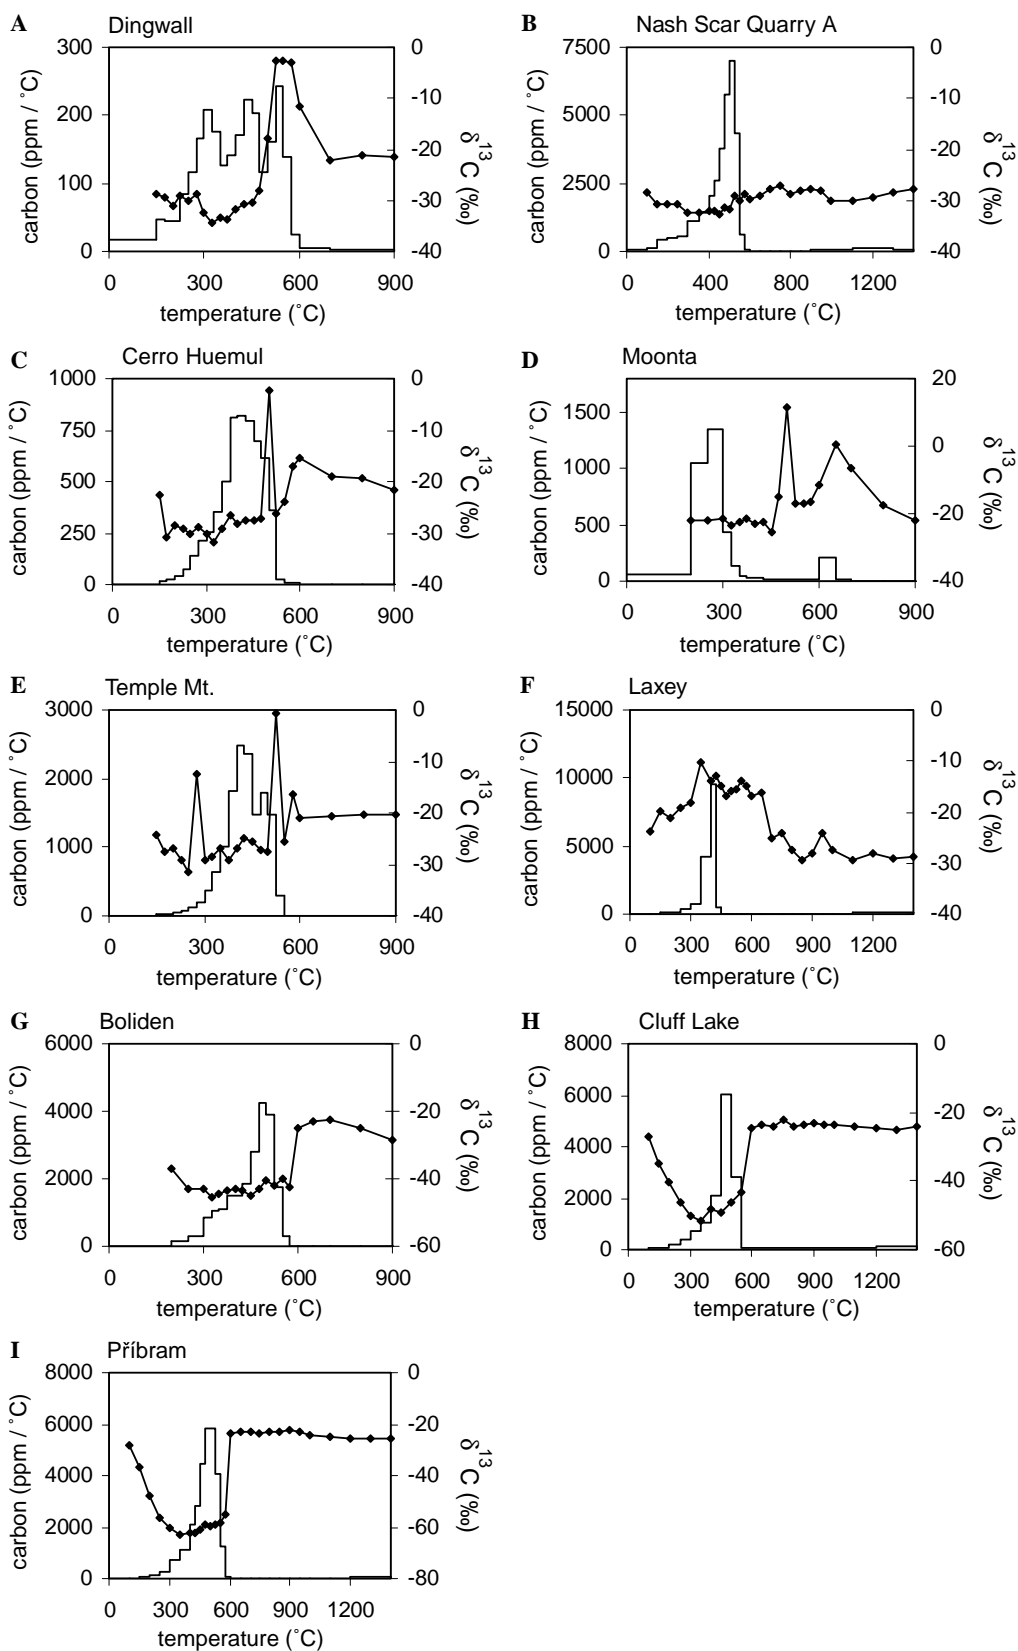 A Dingwall
300
200
100
0
carbon (ppm / ˚C)
0
-10
-20
-30
-40
δ¹³C (‰)
0 300 600 900
temperature (˚C)
B Nash Scar Quarry A
7500
5000
2500
0
carbon (ppm / ˚C)
0
-10
-20
-30
-40
δ¹³C (‰)
0 400 800 1200
temperature (˚C)
C Cerro Huemul
1000
750
500
250
0
carbon (ppm / ˚C)
0
-10
-20
-30
-40
δ¹³C (‰)
0 300 600 900
temperature (˚C)
D Moonta
1500
1000
500
0
carbon (ppm / ˚C)
20
0
-20
-40
δ¹³C (‰)
0 300 600 900
temperature (˚C)
E Temple Mt.
3000
2000
1000
0
carbon (ppm / ˚C)
0
-10
-20
-30
-40
δ¹³C (‰)
0 300 600 900
temperature (˚C)
F Laxey
15000
10000
5000
0
carbon (ppm / ˚C)
0
-10
-20
-30
-40
δ¹³C (‰)
0 300 600 900 1200
temperature (˚C)
G Boliden
6000
4000
2000
0
carbon (ppm / ˚C)
0
-20
-40
-60
δ¹³C (‰)
0 300 600 900
temperature (˚C)
H Cluff Lake
8000
6000
4000
2000
0
carbon (ppm / ˚C)
0
-20
-40
-60
δ¹³C (‰)
0 300 600 900 1200
temperature (˚C)
I Příbram
8000
6000
4000
2000
0
carbon (ppm / ˚C)
0
-20
-40
-60
-80
δ¹³C (‰)
0 300 600 900 1200
temperature (˚C)